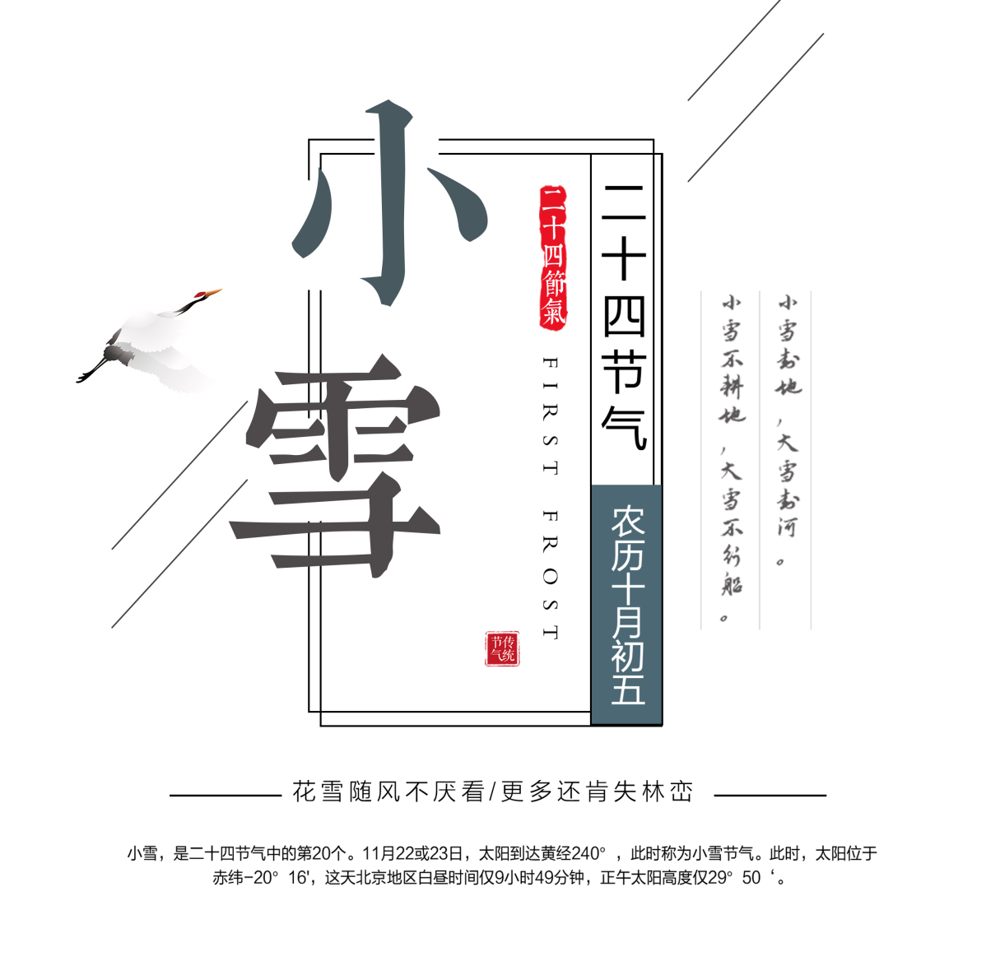 小雪
二十四節氣
FIRST FROST
传统
节气
二十四节气
农历十月初五
小雪封地，大雪封河。
小雪不耕地，大雪不行船。
花雪随风不厌看/更多还肯失林峦
小雪，是二十四节气中的第20个。11月22或23日，太阳到达黄经240°，此时称为小雪节气。此时，太阳位于
赤纬-20°16'，这天北京地区白昼时间仅9小时49分钟，正午太阳高度仅29°50‘。